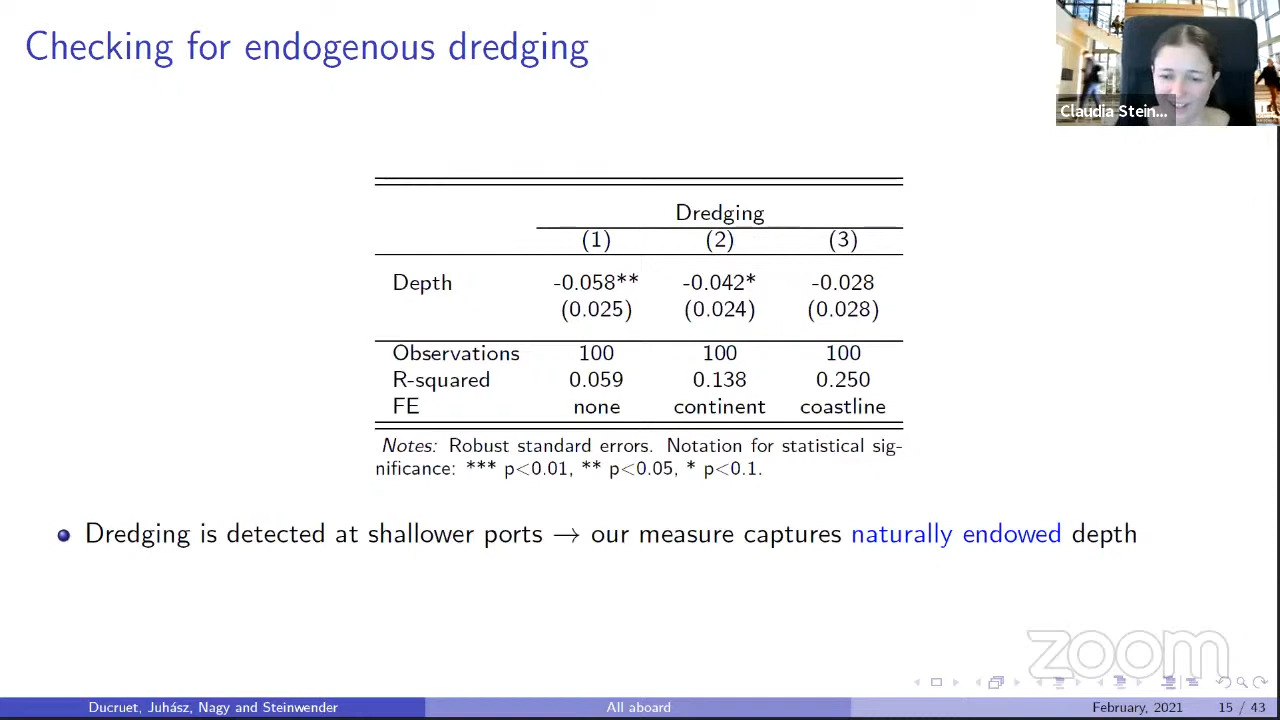 Checking for endogenous dredging
Claudia Stein...
Dredging
(1) (2) (3)
Depth -0.058** -0.042* -0.028
(0.025) (0.024) (0.028)
Observations 100 100 100
R-squared 0.059 0.138 0.250
FE none continent coastline
Notes: Robust standard errors. Notation for statistical sig-
nificance: *** p<0.01, ** p<0.05, * p<0.1.
Dredging is detected at shallower ports → our measure captures naturally endowed depth
zoom
Ducruet, Juhász, Nagy and Steinwender All aboard February, 2021 15 / 43